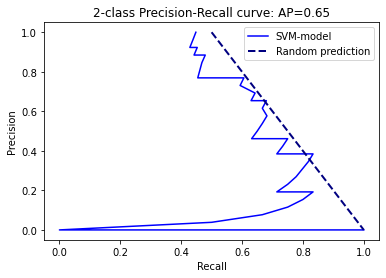 2-class Precision-Recall curve: AP=0.65
SVM-model
Random prediction
1.0
0.8
0.6
0.4
0.2
0.0
Precision
0.0 0.2 0.4 0.6 0.8 1.0
Recall